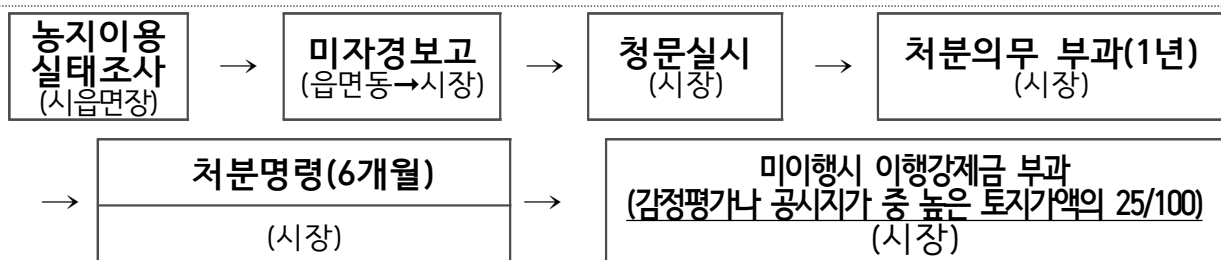 농지이용
실태조사
(시읍면장)
→
미자경보고
(읍면동➞시장)
→
청문실시
(시장)
→
처분의무 부과(1년)
(시장)
→
처분명령(6개월)
(시장)
→
미이행시 이행강제금 부과
(감정평가나 공시지가 중 높은 토지가액의 25/100)
(시장)